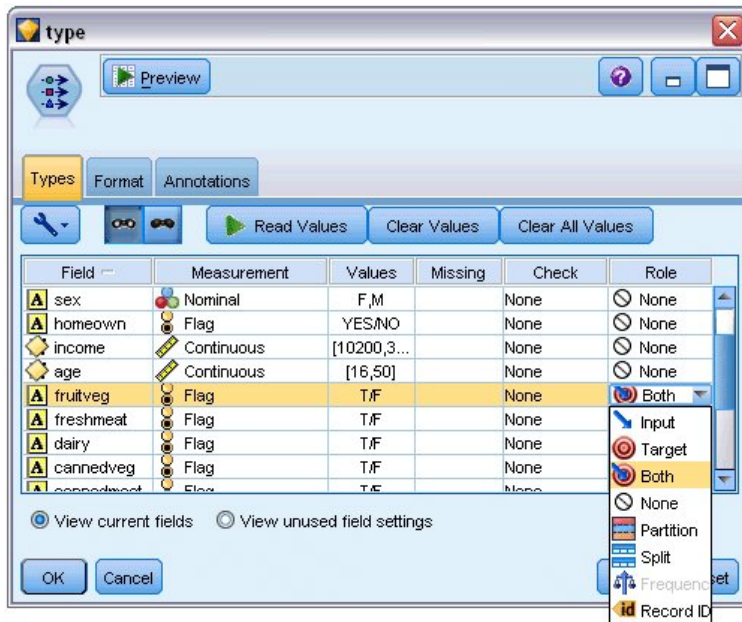 type
Preview
Types Format Annotations
Read Values Clear Values Clear All Values
Field Measurement Values Missing Check Role
A sex Nominal F,M None None
A homeown Flag YES/NO None None
income Continuous [10200,3... None None
age Continuous [16,50] None None
A fruitveg Flag T/F None Both
A freshmeat Flag T/F None
A dairy Flag T/F None
A cannedveg Flag T/F None
Input
Target
Both
None
Partition
Split
Frequenc
id Record ID
View current fields View unused field settings
OK Cancel